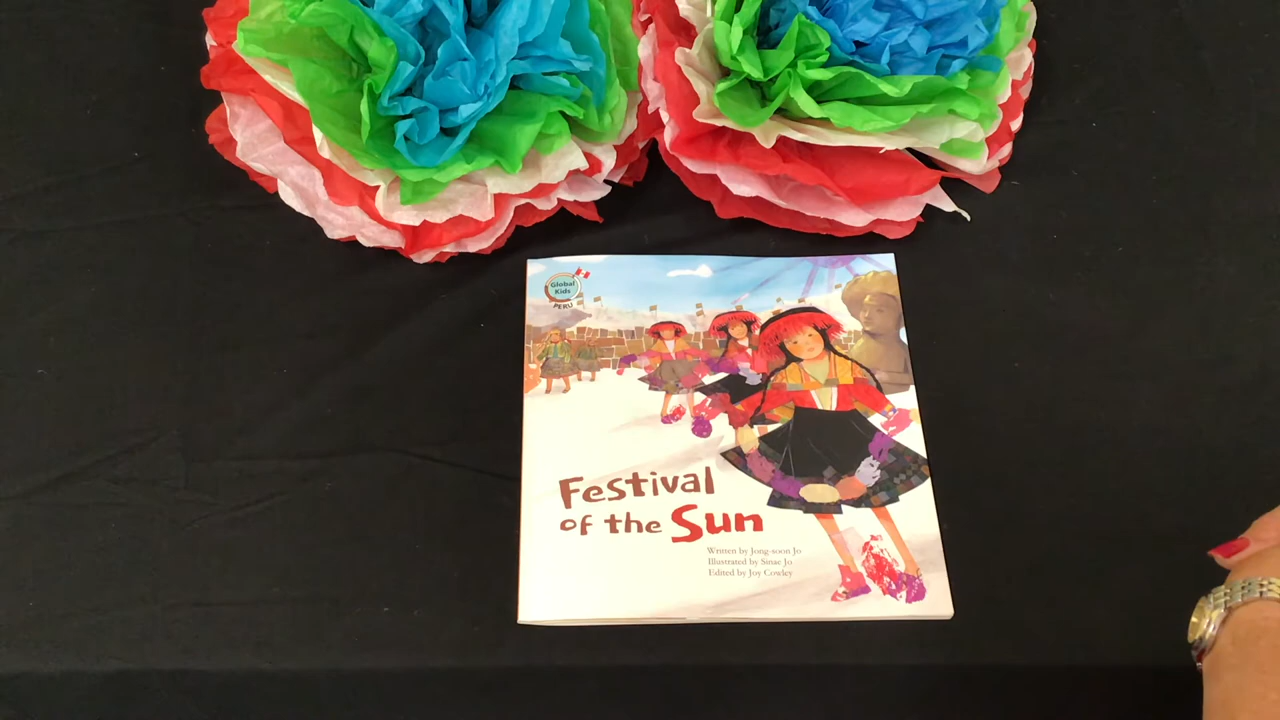 Global
Kids
PERU
Festival
of the Sun
Written by Jong-soon Jo
Illustrated by Sinae Jo
Edited by Joy Cowley